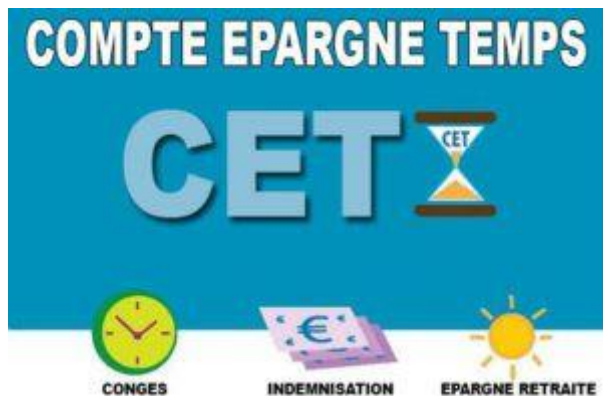 COMPTE EPARGNE TEMPS
CET
CET
€
CONGES
INDEMNISATION
EPARGNE RETRAITE